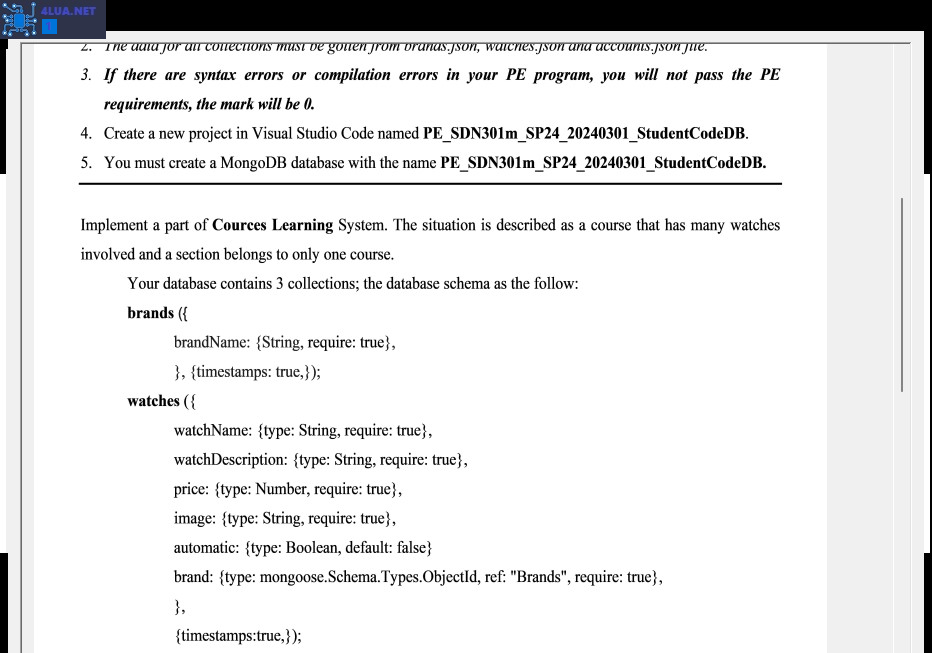 4LUA.NET
2. The data for all collections must be gotten from brands.json, watches.json and accounts.json file.
3. If there are syntax errors or compilation errors in your PE program, you will not pass the PE
requirements, the mark will be 0.
4. Create a new project in Visual Studio Code named PE_SDN301m_SP24_20240301_StudentCodeDB.
5. You must create a MongoDB database with the name PE_SDN301m_SP24_20240301_StudentCodeDB.
Implement a part of Cources Learning System. The situation is described as a course that has many watches
involved and a section belongs to only one course.
Your database contains 3 collections; the database schema as the follow:
brands ({
brandName: {String, require: true},
}, {timestamps: true,});
watches ({
watchName: {type: String, require: true},
watchDescription: {type: String, require: true},
price: {type: Number, require: true},
image: {type: String, require: true},
automatic: {type: Boolean, default: false}
brand: {type: mongoose.Schema.Types.ObjectId, ref: "Brands", require: true},
},
{timestamps:true,});